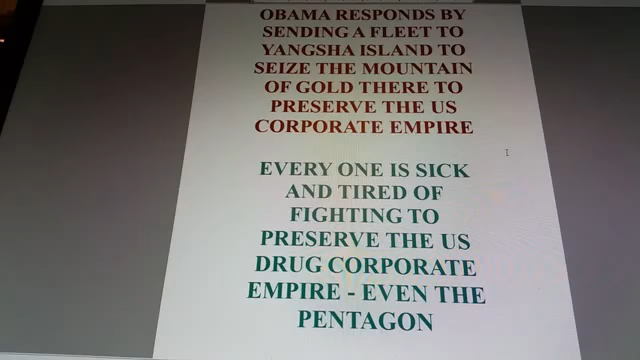 OBAMA RESPONDS BY
SENDING A FLEET TO
YANGSHA ISLAND TO
SEIZE THE MOUNTAIN
OF GOLD THERE TO
PRESERVE THE US
CORPORATE EMPIRE
EVERY ONE IS SICK
AND TIRED OF
FIGHTING TO
PRESERVE THE US
DRUG CORPORATE
EMPIRE - EVEN THE
PENTAGON